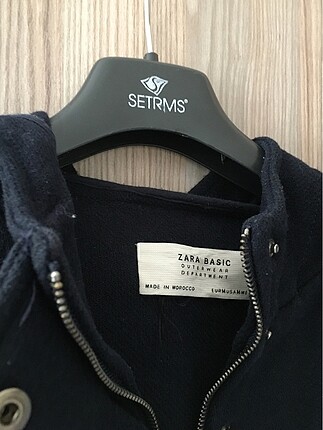 SETRMS®
ZARA BASIC
OUTERWEAR
DEPARTMENT
MADE IN MOROCCO